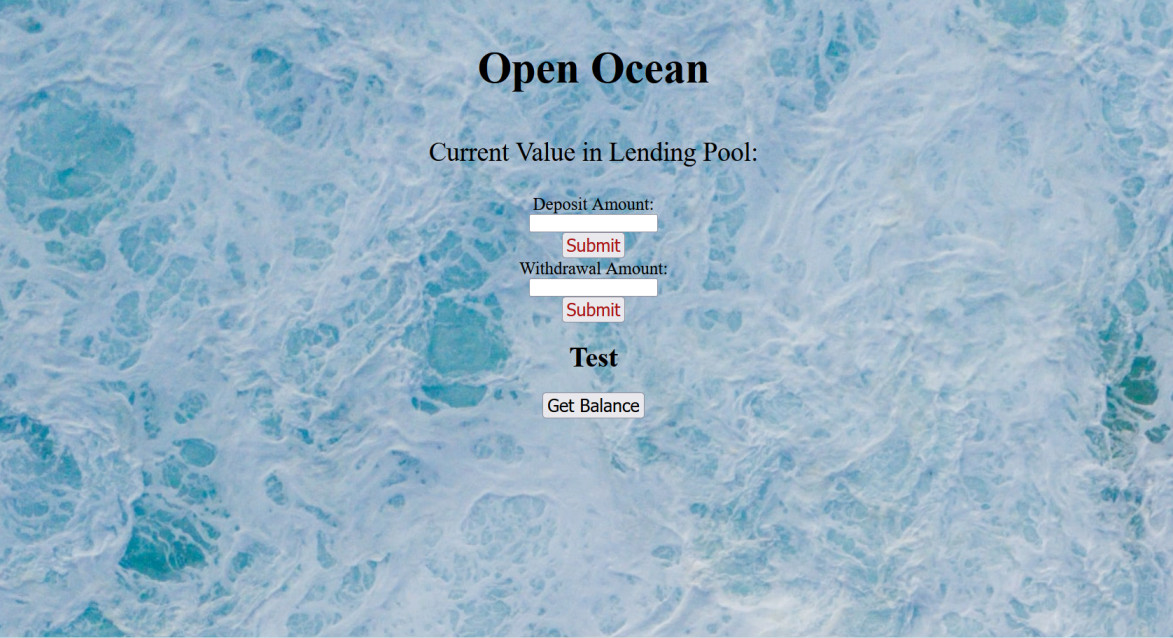 Open Ocean
Current Value in Lending Pool:
Deposit Amount:
Submit
Withdrawal Amount:
Submit
Test
Get Balance